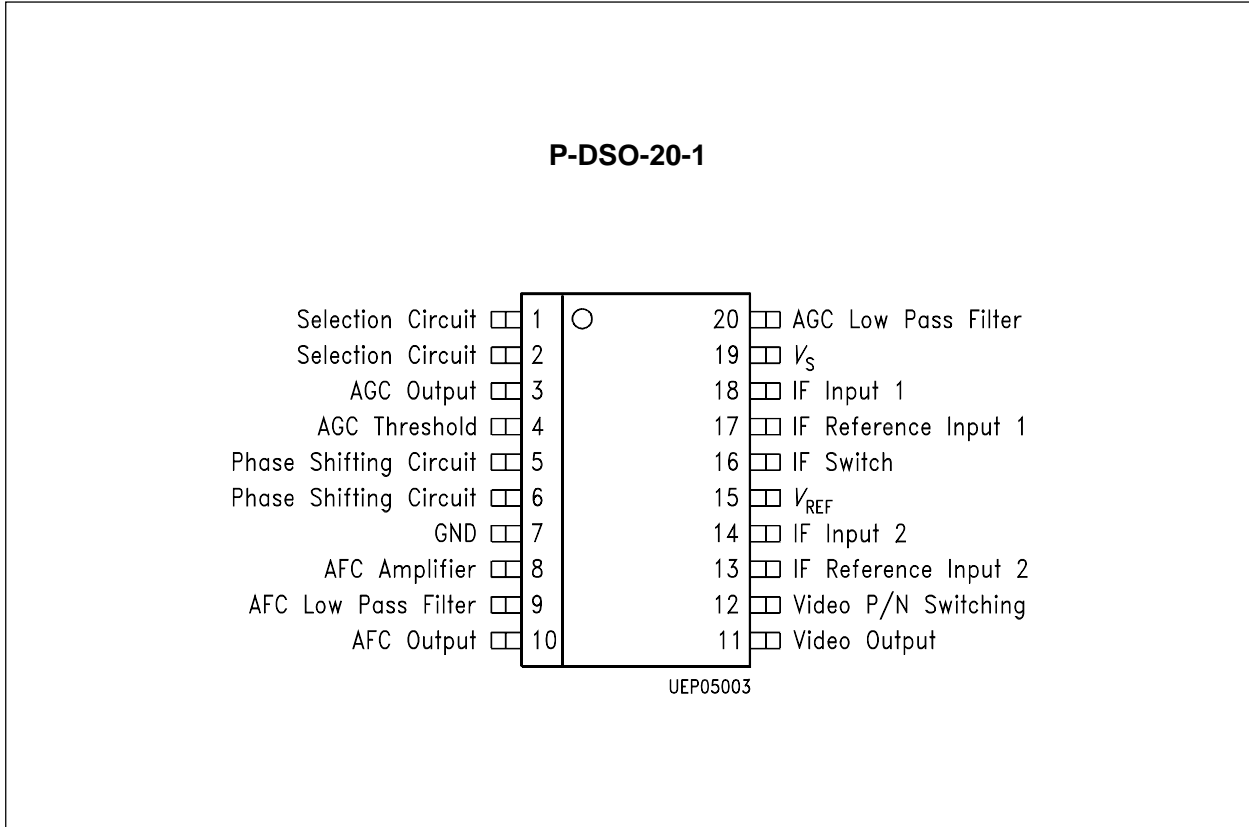 P-DSO-20-1
Selection Circuit 1 20 AGC Low Pass Filter
Selection Circuit 2 19 VS
AGC Output 3 18 IF Input 1
AGC Threshold 4 17 IF Reference Input 1
Phase Shifting Circuit 5 16 IF Switch
Phase Shifting Circuit 6 15 VREF
GND 7 14 IF Input 2
AFC Amplifier 8 13 IF Reference Input 2
AFC Low Pass Filter 9 12 Video P/N Switching
AFC Output 10 11 Video Output
UEP05003